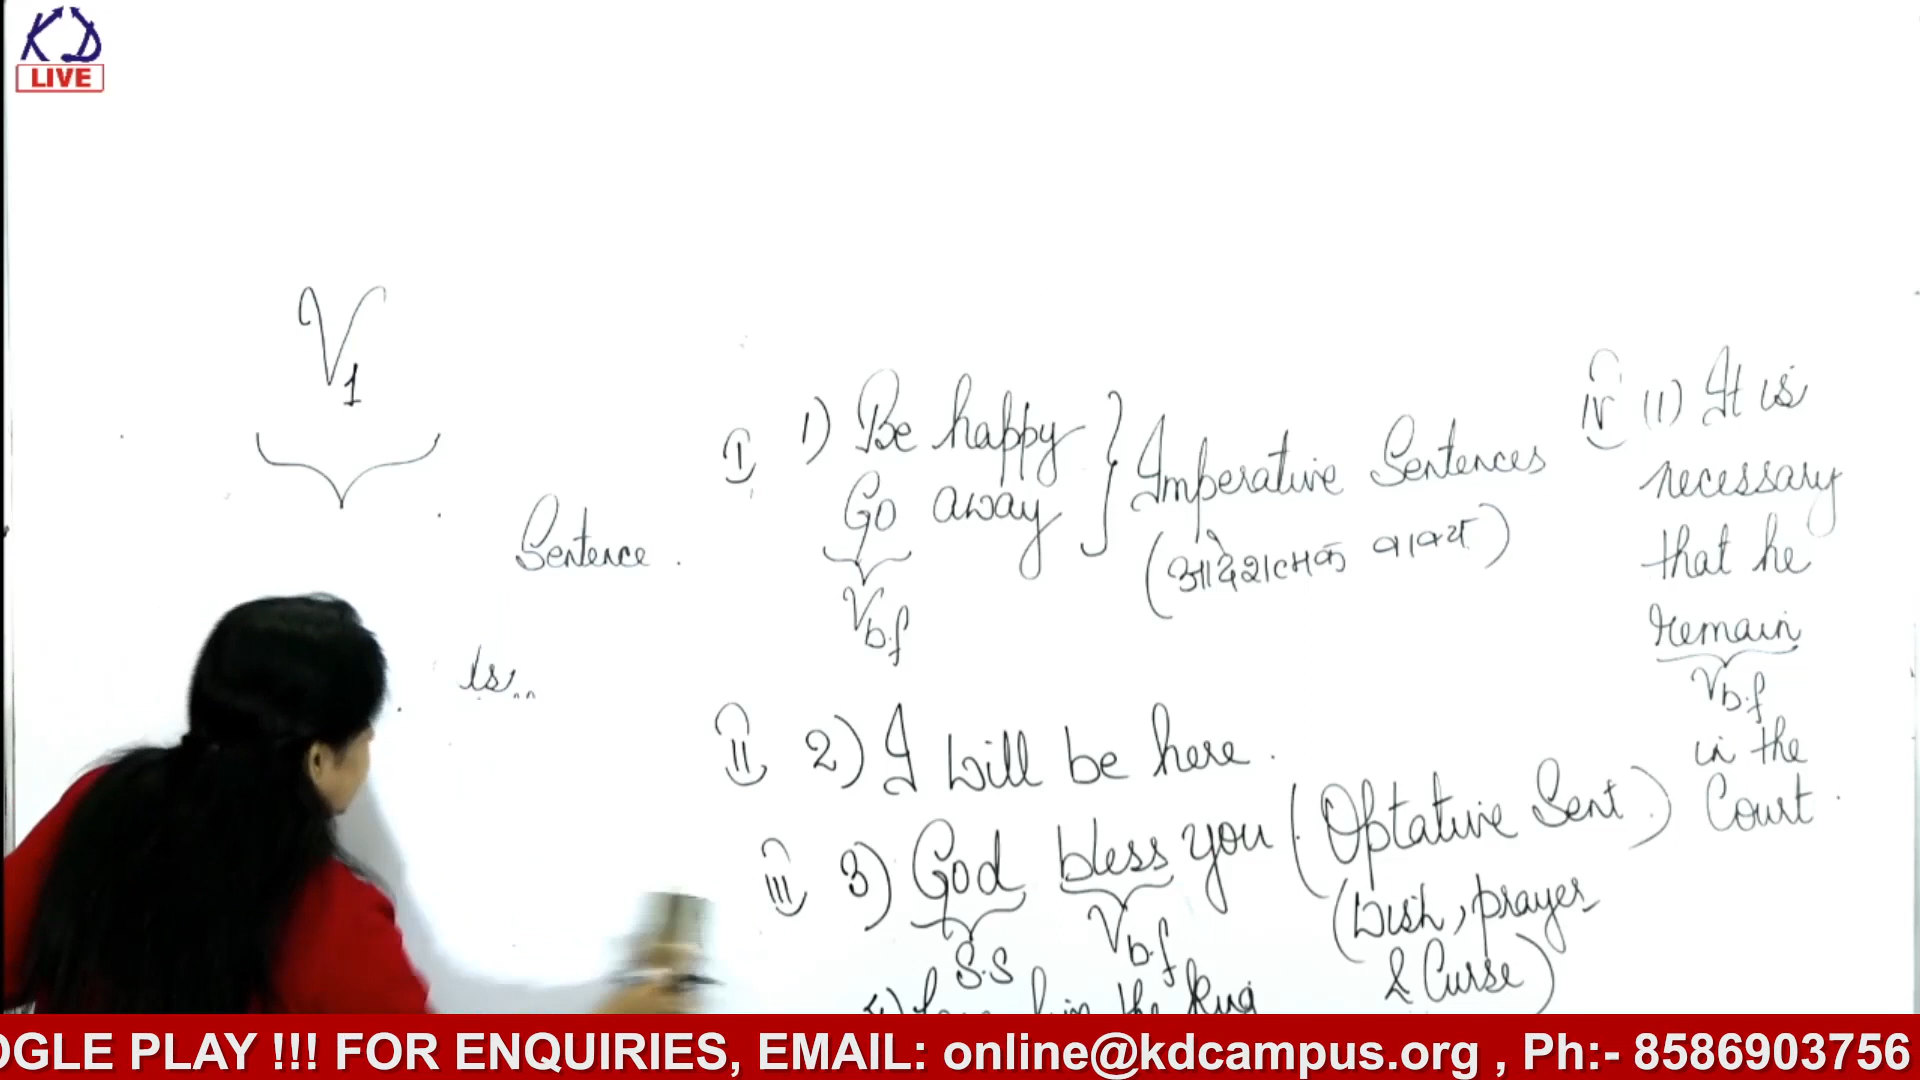 KD
LIVE
V1
Sentence.
is
I 1) Be happy
Go away
Vb.f
} Imperative Sentences
(आदेशात्मक वाक्य)
II 2) I will be here.
III 3) God bless you (Optative Sent.)
S.S
Vb.f
(wish, prayer
& Curse)
the King
IV (1) It is
necessary
that he
remain
Vb.f
in the
Court.
OGLE PLAY !!! FOR ENQUIRIES, EMAIL: online@kdcampus.org , Ph:- 8586903756